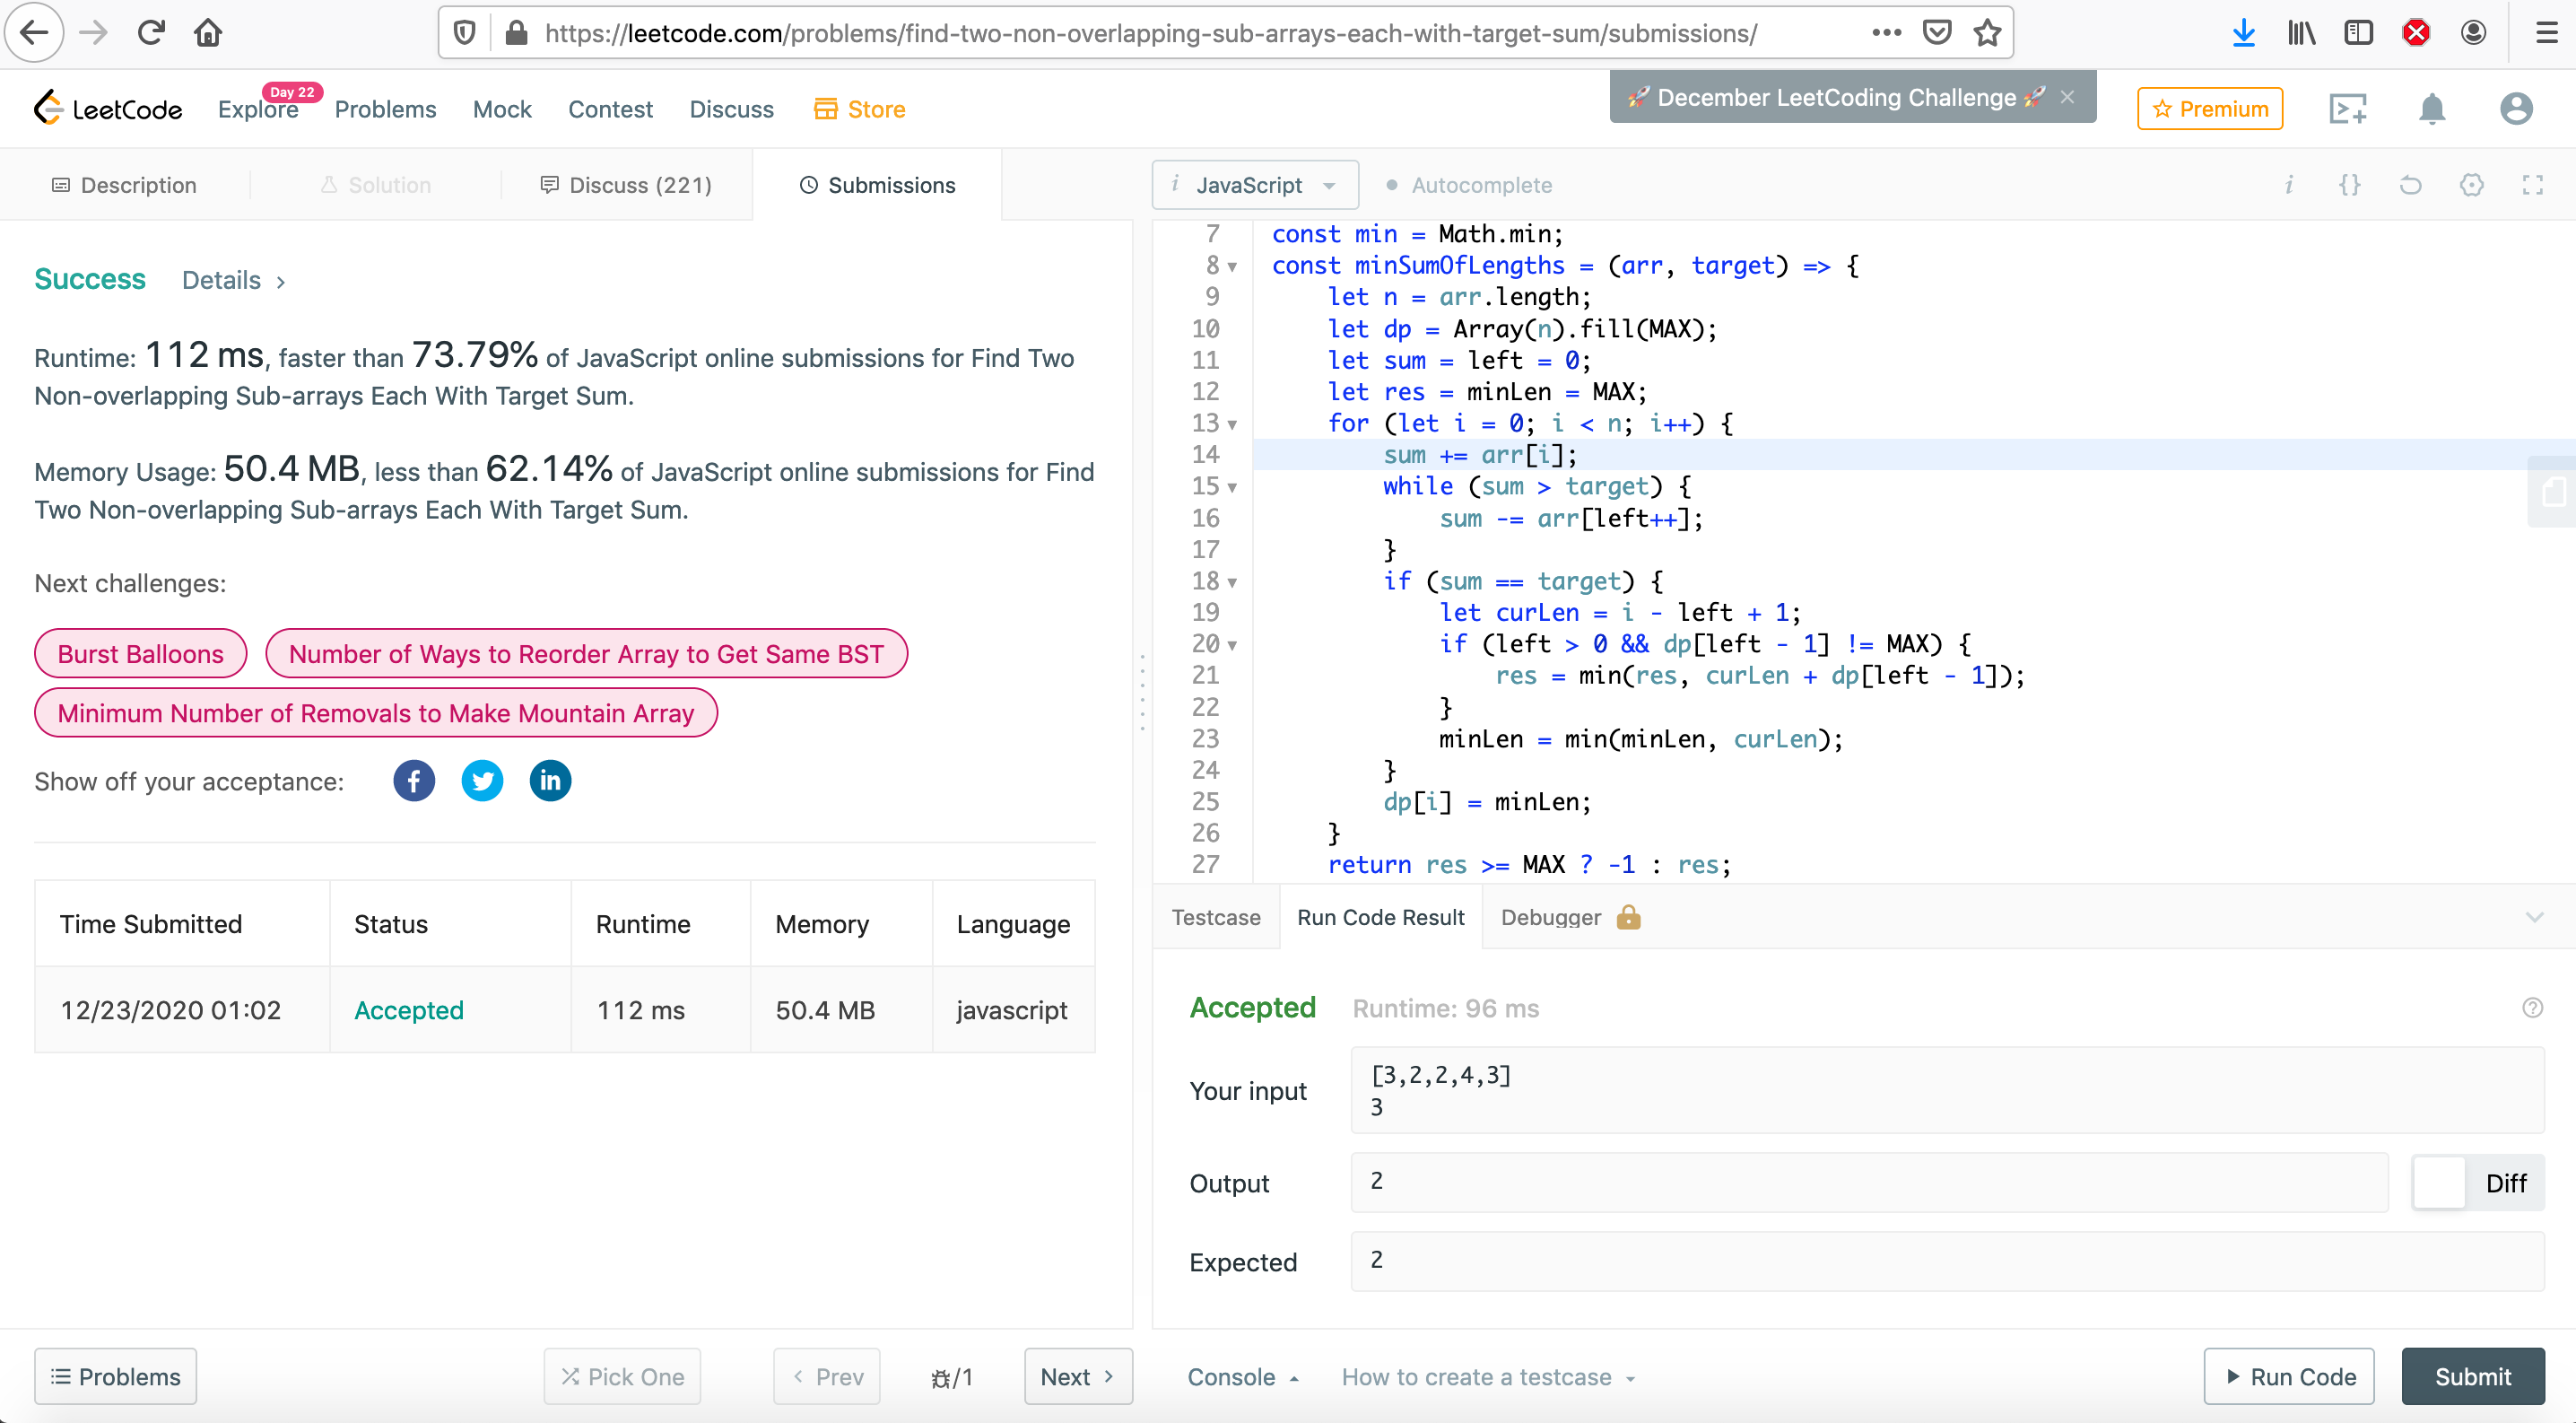 https://leetcode.com/problems/find-two-non-overlapping-sub-arrays-each-with-target-sum/submissions/
LeetCode
Explore
Day 22
Problems
Mock
Contest
Discuss
Store
🚀 December LeetCoding Challenge 🚀 ×
Premium
Description
Solution
Discuss (221)
Submissions
i JavaScript
Autocomplete
Success
Details >
Runtime: 112 ms, faster than 73.79% of JavaScript online submissions for Find Two
Non-overlapping Sub-arrays Each With Target Sum.
Memory Usage: 50.4 MB, less than 62.14% of JavaScript online submissions for Find
Two Non-overlapping Sub-arrays Each With Target Sum.
Next challenges:
Burst Balloons
Number of Ways to Reorder Array to Get Same BST
Minimum Number of Removals to Make Mountain Array
Show off your acceptance:
Time Submitted Status Runtime Memory Language
12/23/2020 01:02 Accepted 112 ms 50.4 MB javascript
7 const min = Math.min;
8 const minSumOfLengths = (arr, target) => {
9 let n = arr.length;
10 let dp = Array(n).fill(MAX);
11 let sum = left = 0;
12 let res = minLen = MAX;
13 for (let i = 0; i < n; i++) {
14 sum += arr[i];
15 while (sum > target) {
16 sum -= arr[left++];
17 }
18 if (sum == target) {
19 let curLen = i - left + 1;
20 if (left > 0 && dp[left - 1] != MAX) {
21 res = min(res, curLen + dp[left - 1]);
22 }
23 minLen = min(minLen, curLen);
24 }
25 dp[i] = minLen;
26 }
27 return res >= MAX ? -1 : res;
Testcase
Run Code Result
Debugger
Accepted
Runtime: 96 ms
Your input
[3,2,2,4,3]
3
Output
2
Diff
Expected
2
Problems
Pick One
< Prev
/1
Next >
Console
How to create a testcase
Run Code
Submit